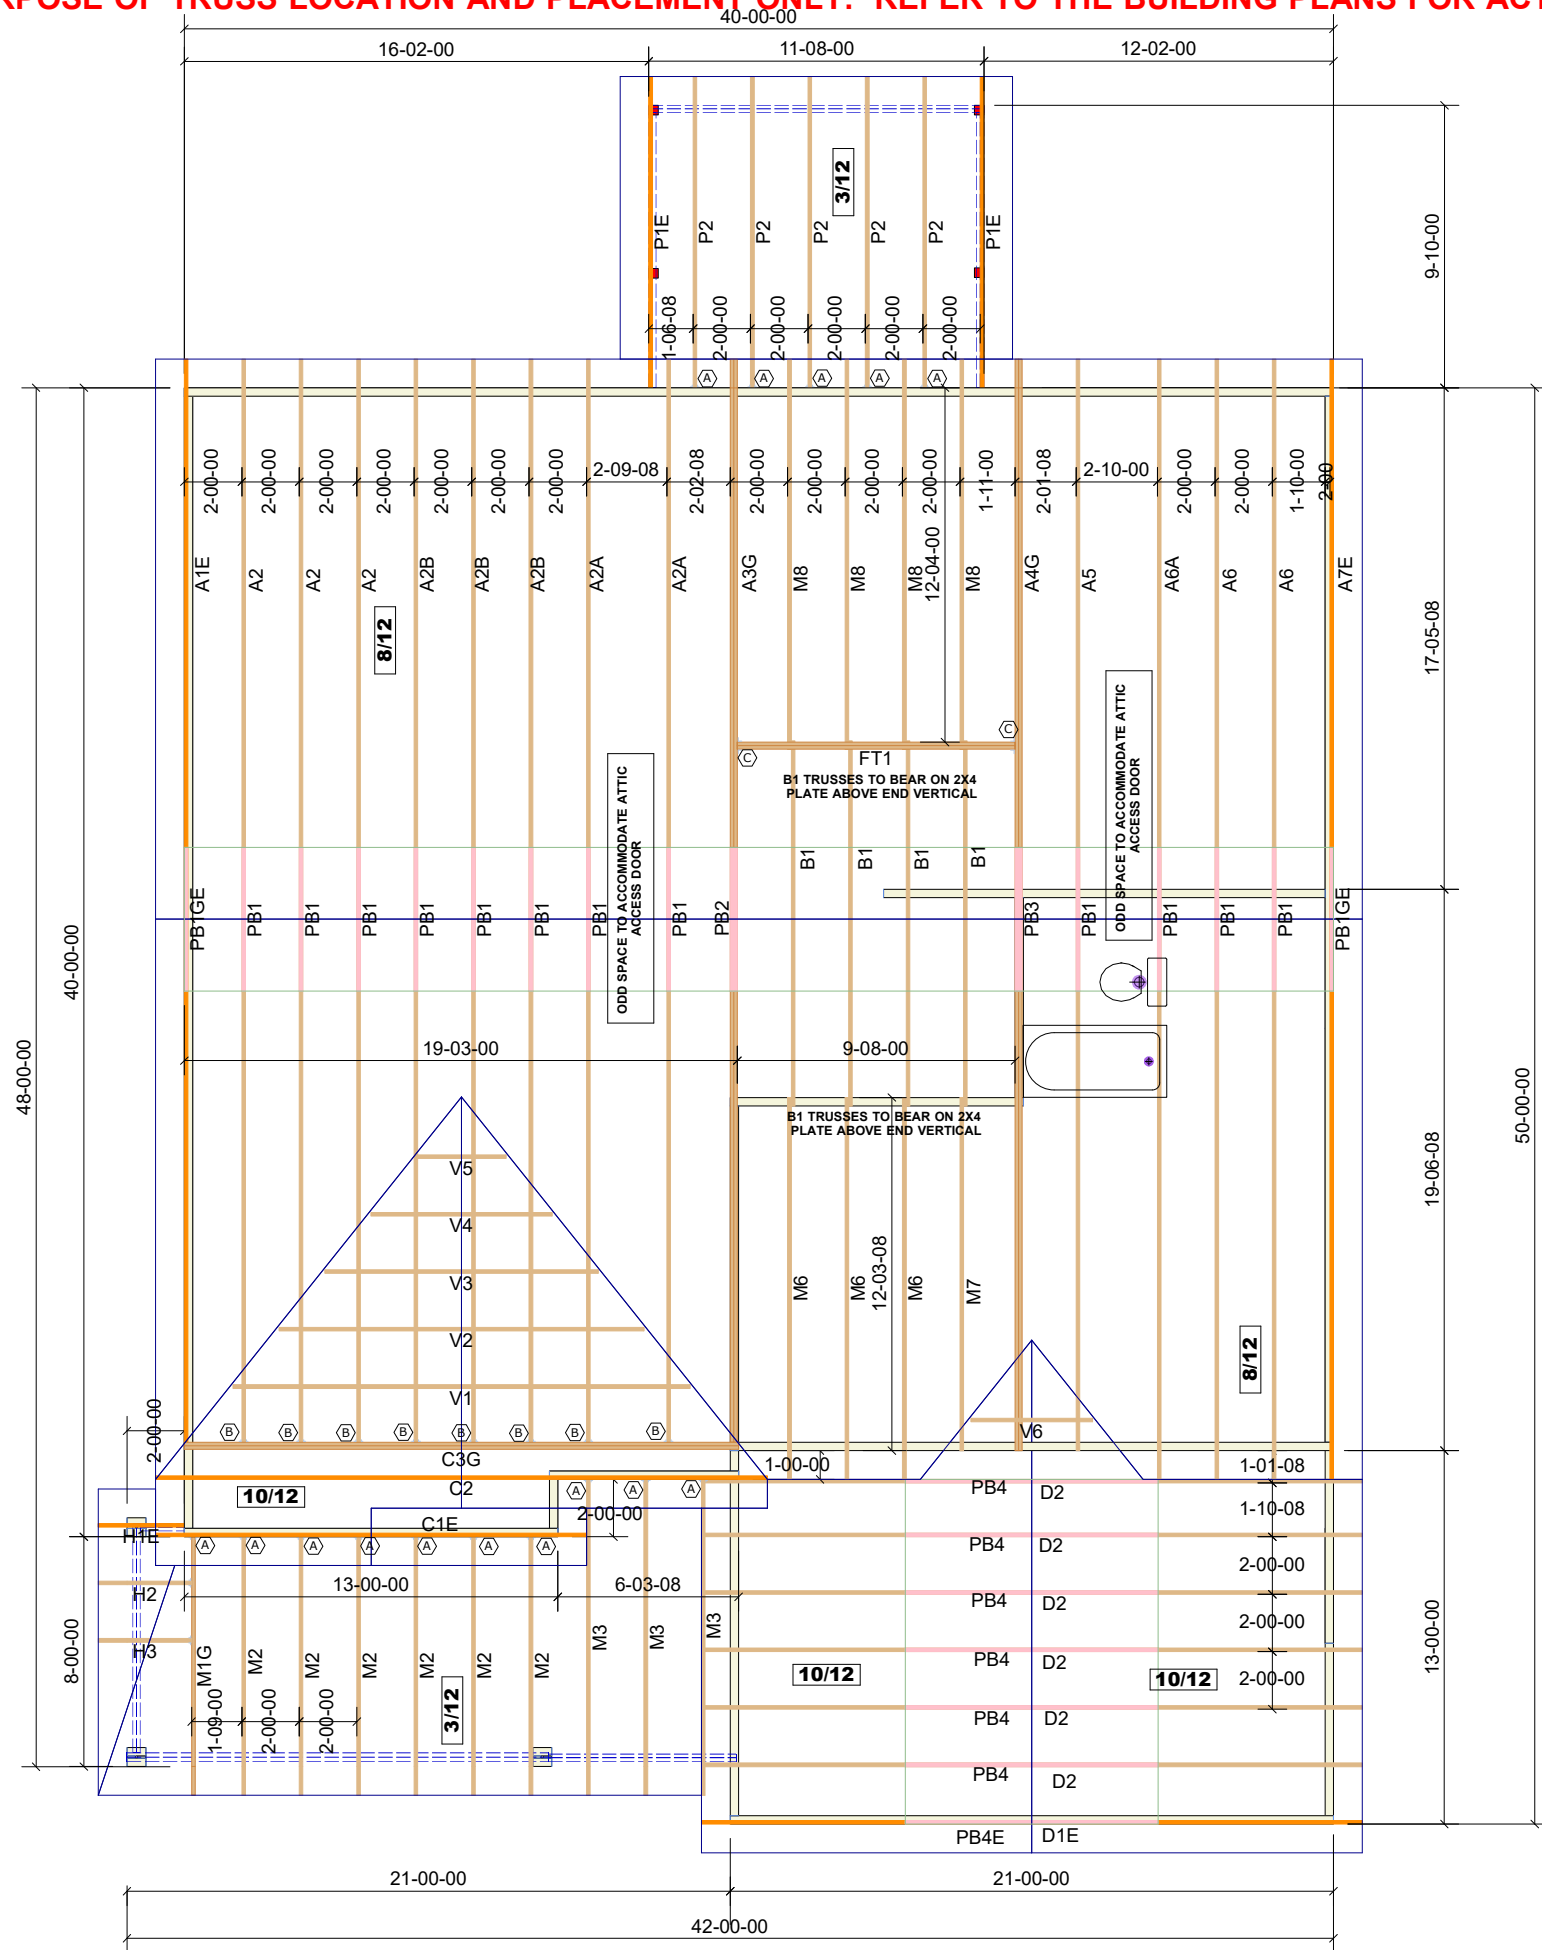 RPOSE OF TRUSS LOCATION AND PLACEMENT ONLY. REFER TO THE BUILDING PLANS FOR ACT
40-00-00
16-02-00
11-08-00
12-02-00
3/12
9-10-00
P1E
P2
P2
P2
P2
P2
P1E
1-06-08
2-00-00
2-00-00
2-00-00
2-00-00
2-00-00
A
A
A
A
A
2-00-00
2-00-00
2-00-00
2-00-00
2-00-00
2-00-00
2-00-00
2-09-08
2-02-08
2-00-00
2-00-00
2-00-00
2-00-00
1-11-00
2-01-08
2-10-00
2-00-00
2-00-00
1-10-00
2-00
12-04-00
A1E
A2
A2
A2
A2B
A2B
A2B
A2A
A2A
A3G
M8
M8
M8
M8
A4G
A5
A6A
A6
A6
A7E
8/12
17-05-08
C
C
FT1
B1 TRUSSES TO BEAR ON 2X4
PLATE ABOVE END VERTICAL
ODD SPACE TO ACCOMMODATE ATTIC
ACCESS DOOR
ODD SPACE TO ACCOMMODATE ATTIC
ACCESS DOOR
B1
B1
B1
B1
PB1GE
PB1
PB1
PB1
PB1
PB1
PB1
PB1
PB1
PB2
PB3
PB1
PB1
PB1
PB1
PB1GE
40-00-00
48-00-00
50-00-00
19-03-00
9-08-00
B1 TRUSSES TO BEAR ON 2X4
PLATE ABOVE END VERTICAL
19-06-08
V5
V4
V3
V2
V1
12-03-08
M6
M6
M6
M7
8/12
V6
2-00-00
B
B
B
B
B
B
B
B
C3G
C2
C1E
10/12
A
A
A
2-00-00
1-00-00
1-01-08
1-10-08
2-00-00
2-00-00
2-00-00
PB4
D2
PB4
D2
PB4
D2
PB4
D2
PB4
D2
PB4
D2
PB4E
D1E
H1E
H2
H3
A
A
A
A
A
A
A
13-00-00
6-03-08
8-00-00
M1G
M2
M2
M2
M2
M2
M2
M3
M3
M3
1-09-00
2-00-00
2-00-00
3/12
10/12
10/12
13-00-00
21-00-00
21-00-00
42-00-00